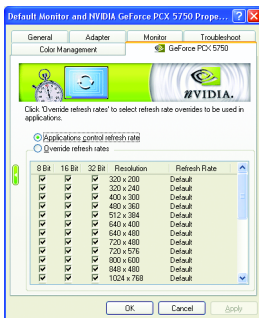 Default Monitor and NVIDIA GeForce PCX 5750 Prope...
General Adapter Monitor Troubleshoot
Color Management GeForce PCX 5750
nVIDIA.
Click 'Override refresh rates' to select refresh rate overrides to be used in
applications.
Applications control refresh rate
Override refresh rates
8 Bit 16 Bit 32 Bit Resolution Refresh Rate
320 x 200 Default
320 x 240 Default
400 x 300 Default
480 x 360 Default
512 x 384 Default
640 x 400 Default
640 x 480 Default
720 x 480 Default
720 x 576 Default
800 x 600 Default
848 x 480 Default
1024 x 768 Default
OK Cancel Apply